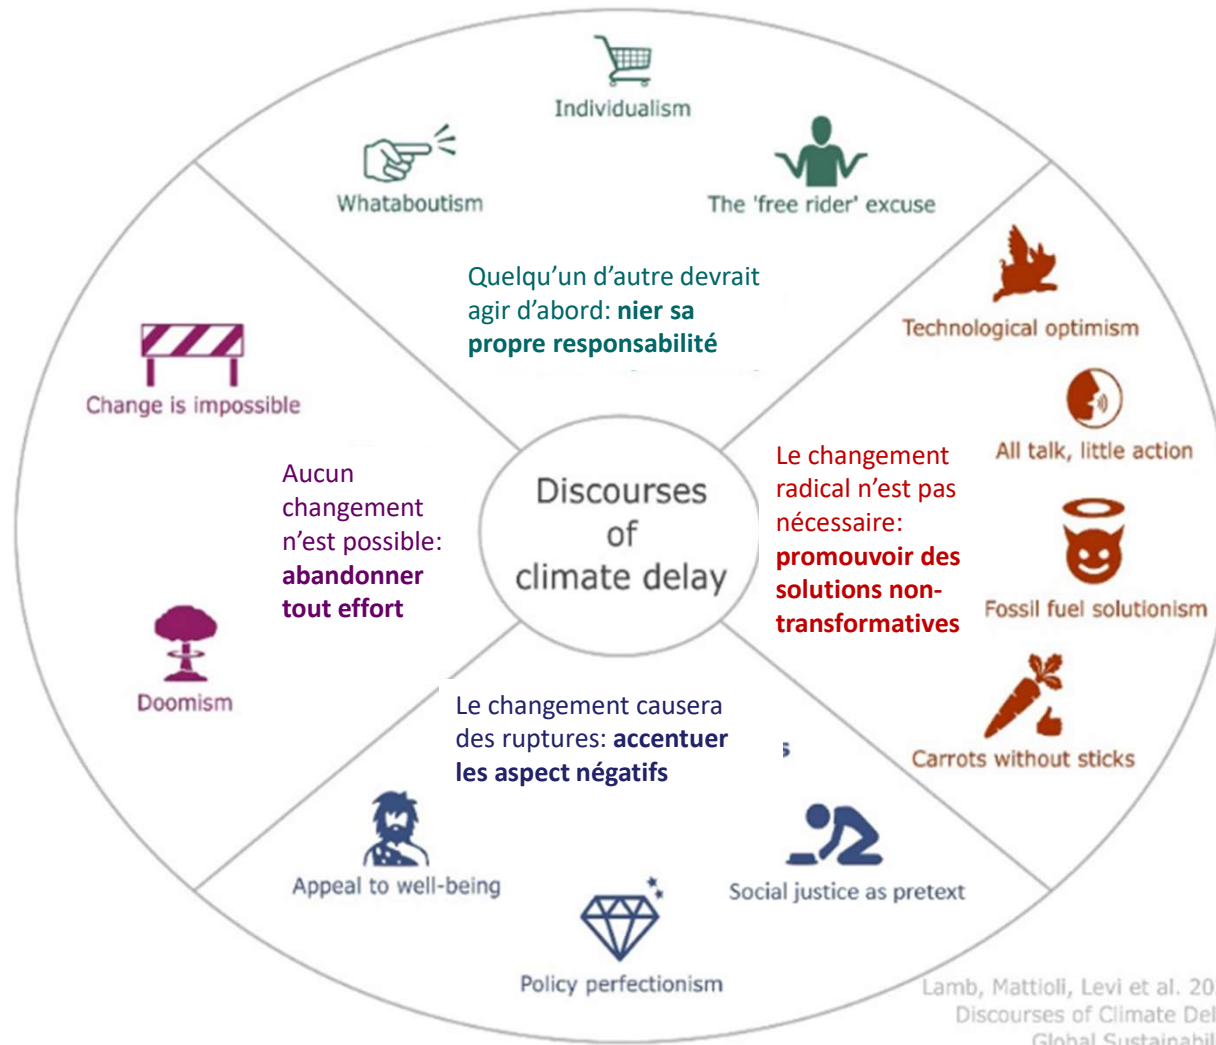 Individualism
Whataboutism
The 'free rider' excuse
Quelqu'un d'autre devrait
agir d'abord: nier sa
propre responsabilité
Technological optimism
All talk, little action
Fossil fuel solutionism
Carrots without sticks
Le changement
radical n'est pas
nécessaire:
promouvoir des
solutions non-
transformatives
Change is impossible
Aucun
changement
n'est possible:
abandonner
tout effort
Doomism
Discourses
of
climate delay
Le changement causera
des ruptures: accentuer
les aspect négatifs
s
Appeal to well-being
Policy perfectionism
Social justice as pretext
Lamb, Mattioli, Levi et al. 20
Discourses of Climate Del
Global Sustainabil